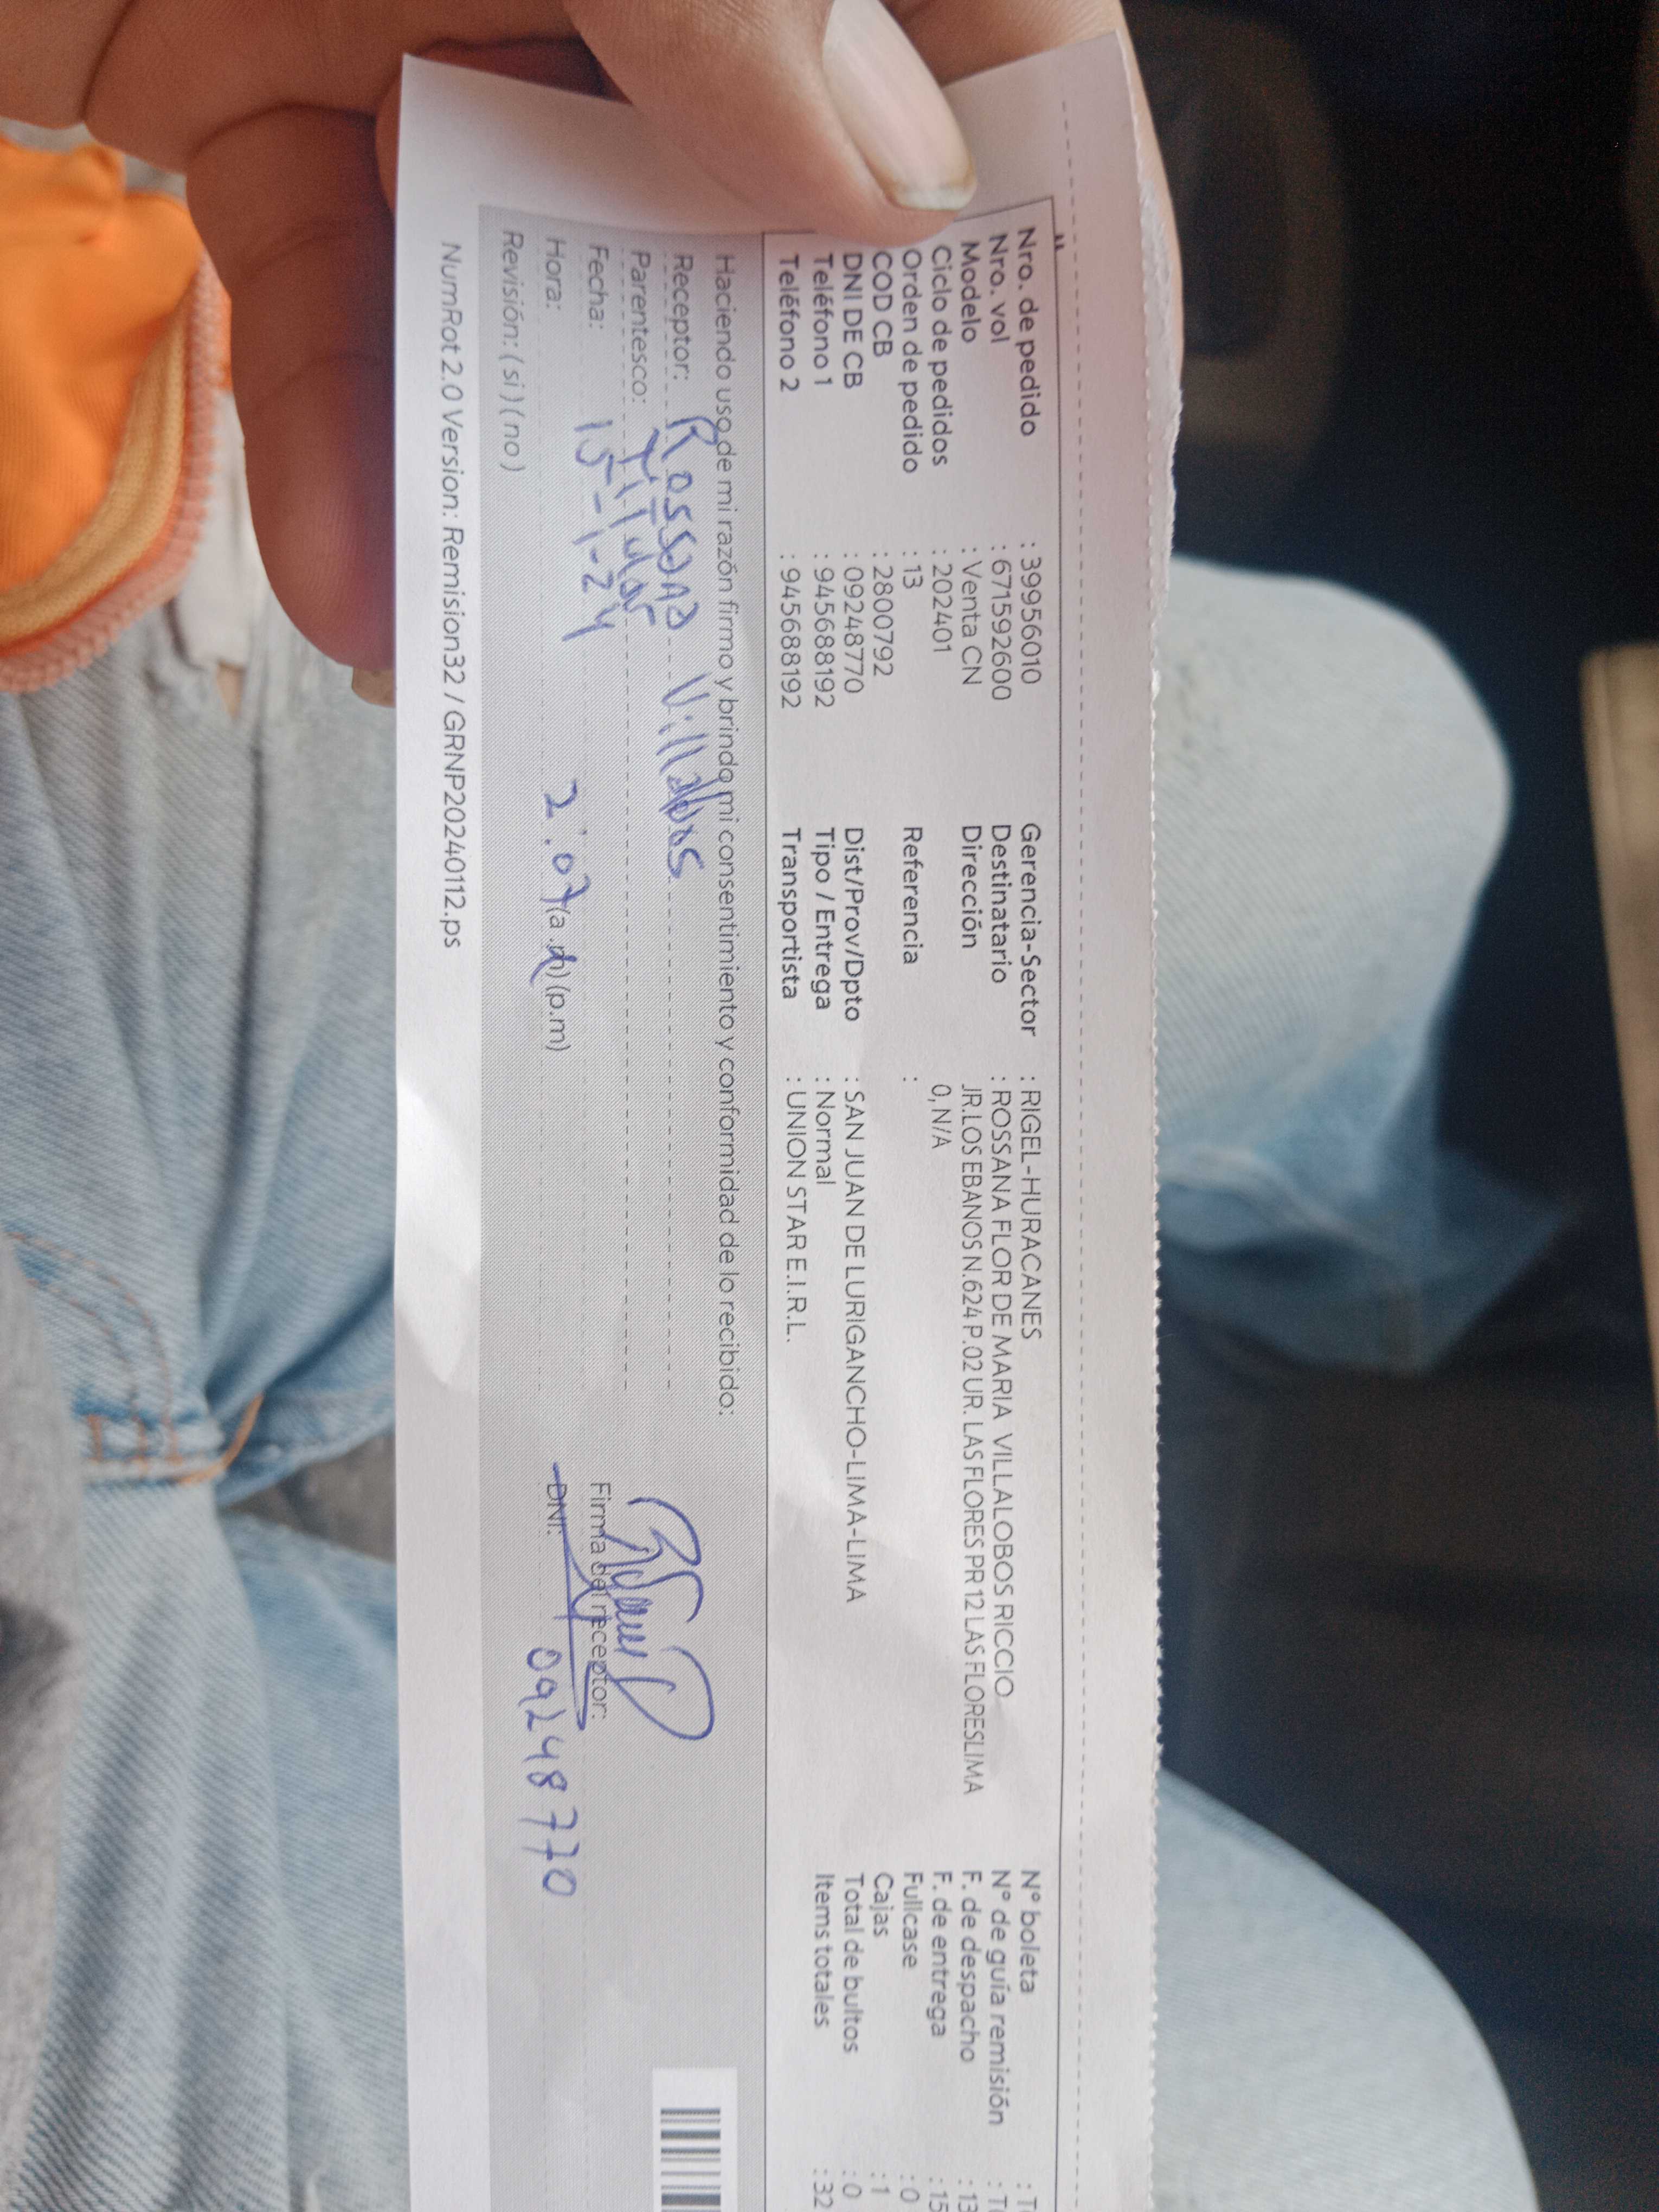 Nro. de pedido : 39956010
Nro. vol : 671592600
Modelo : Venta CN
Ciclo de pedidos : 202401
Orden de pedido : 13
COD CB : 2800792
DNI DE CB : 09248770
Teléfono 1 : 945688192
Teléfono 2 : 945688192
Gerencia-Sector : RIGEL-HURACANES
Destinatario : ROSSANA FLOR DE MARIA VILLALOBOS RICCIO
Dirección : JR.LOS EBANOS N.624 P.02 UR. LAS FLORES PR 12 LAS FLORESLIMA
0, N/A
Referencia :
Dist/Prov/Dpto : SAN JUAN DE LURIGANCHO-LIMA-LIMA
Tipo / Entrega : Normal
Transportista : UNION STAR E.I.R.L.
N° boleta : T
N° de guía remisión : T
F. de despacho : 13
F. de entrega : 15
Fullcase : 0
Cajas : 1
Total de bultos : 0
Items totales : 32
Haciendo uso de mi razón firmo y brindo mi consentimiento y conformidad de lo recibido:
Receptor: Rossana Villalobos
Parentesco: Titular
Fecha: 15-1-24
Hora: 2:07 (a.m) (p.m)
Revisión: ( si ) ( no )
Firma del receptor:
DNI: 09248770
NumRot 2.0 Version: Remision32 / GRNP20240112.ps